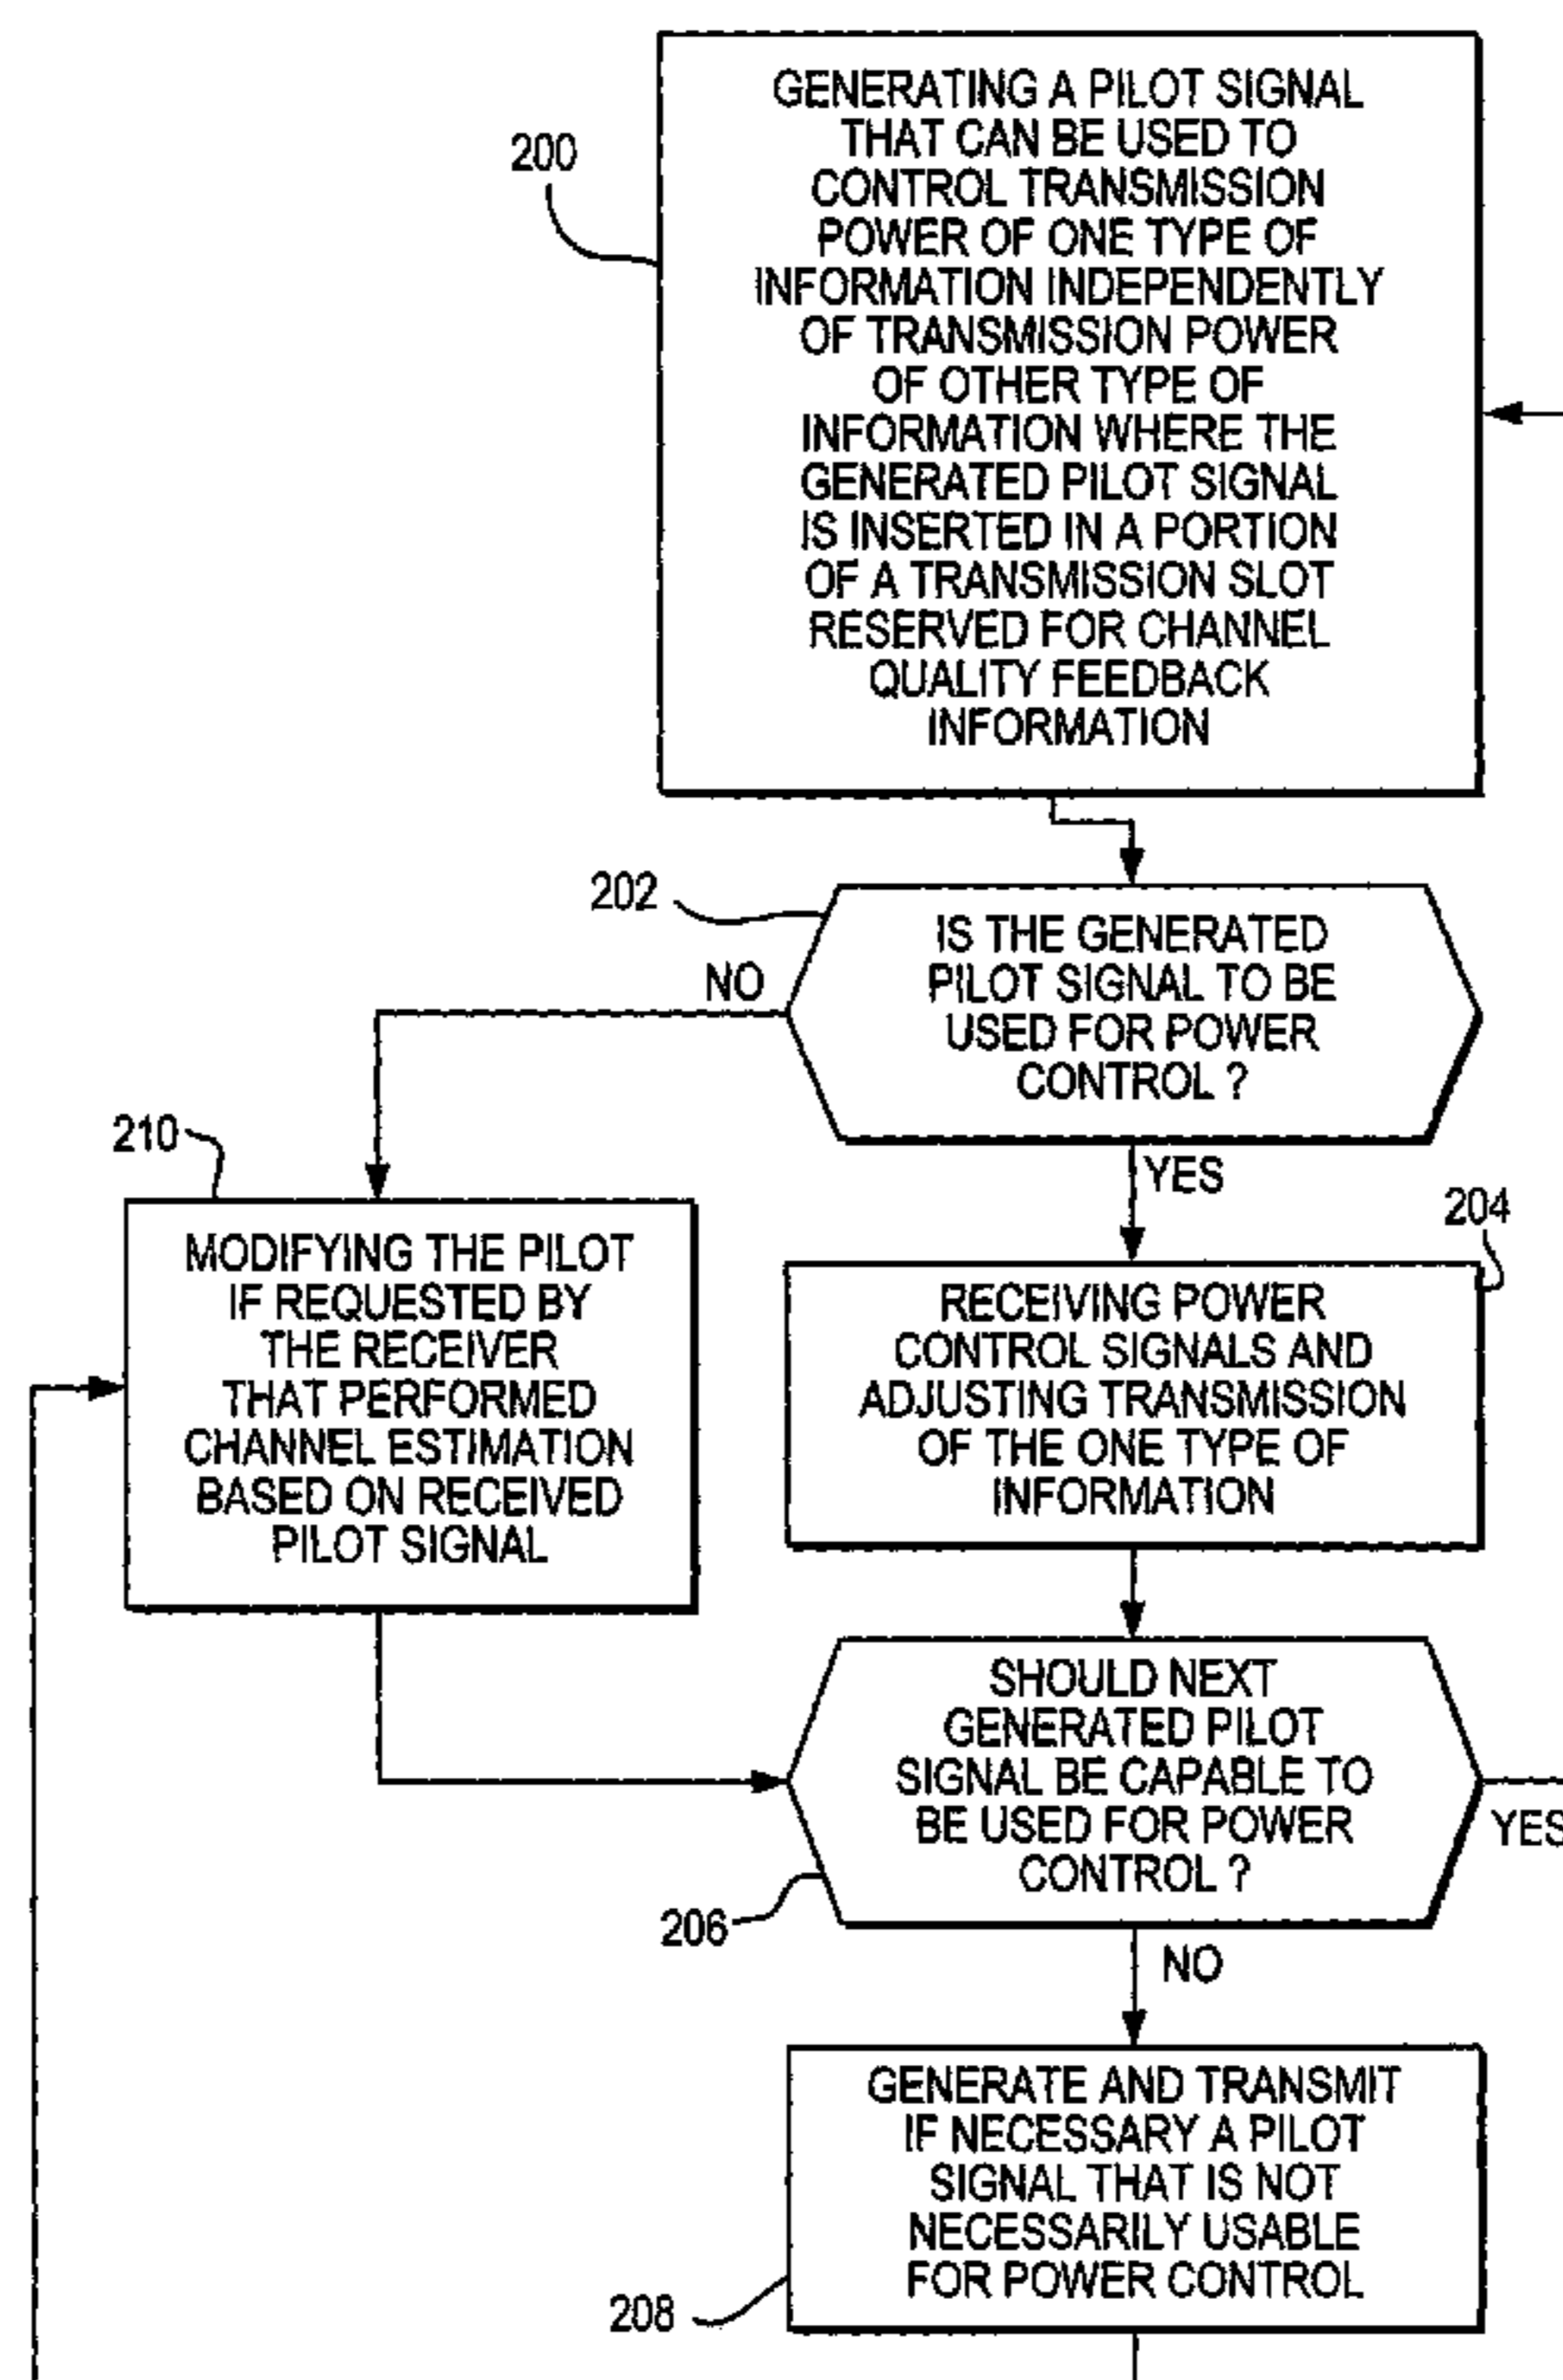 200
GENERATING A PILOT SIGNAL
THAT CAN BE USED TO
CONTROL TRANSMISSION
POWER OF ONE TYPE OF
INFORMATION INDEPENDENTLY
OF TRANSMISSION POWER
OF OTHER TYPE OF
INFORMATION WHERE THE
GENERATED PILOT SIGNAL
IS INSERTED IN A PORTION
OF A TRANSMISSION SLOT
RESERVED FOR CHANNEL
QUALITY FEEDBACK
INFORMATION
202
IS THE GENERATED
PILOT SIGNAL TO BE
USED FOR POWER
CONTROL ?
NO
YES
210
MODIFYING THE PILOT
IF REQUESTED BY
THE RECEIVER
THAT PERFORMED
CHANNEL ESTIMATION
BASED ON RECEIVED
PILOT SIGNAL
204
RECEIVING POWER
CONTROL SIGNALS AND
ADJUSTING TRANSMISSION
OF THE ONE TYPE OF
INFORMATION
SHOULD NEXT
GENERATED PILOT
SIGNAL BE CAPABLE TO
BE USED FOR POWER
CONTROL ?
YES
206
NO
GENERATE AND TRANSMIT
IF NECESSARY A PILOT
SIGNAL THAT IS NOT
NECESSARILY USABLE
FOR POWER CONTROL
208